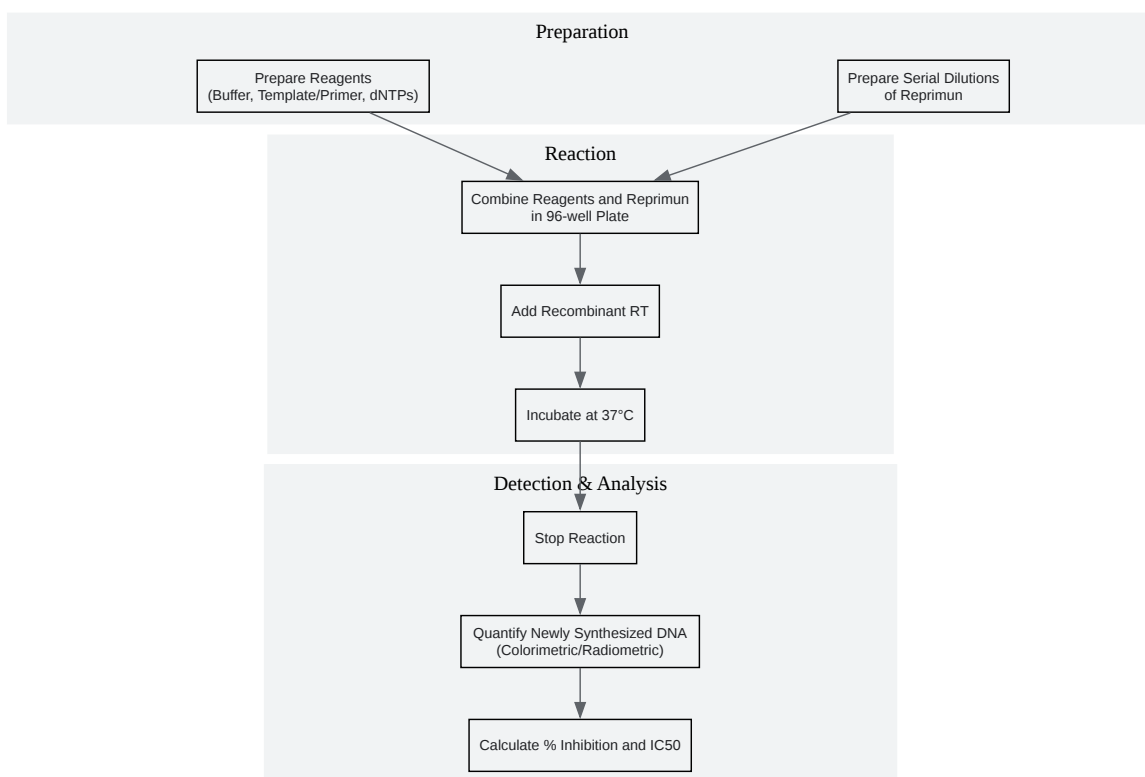 Preparation
Prepare Reagents
(Buffer, Template/Primer, dNTPs)
Prepare Serial Dilutions
of Reprimun
Reaction
Combine Reagents and Reprimun
in 96-well Plate
Add Recombinant RT
Incubate at 37°C
Detection & Analysis
Stop Reaction
Quantify Newly Synthesized DNA
(Colorimetric/Radiometric)
Calculate % Inhibition and IC50